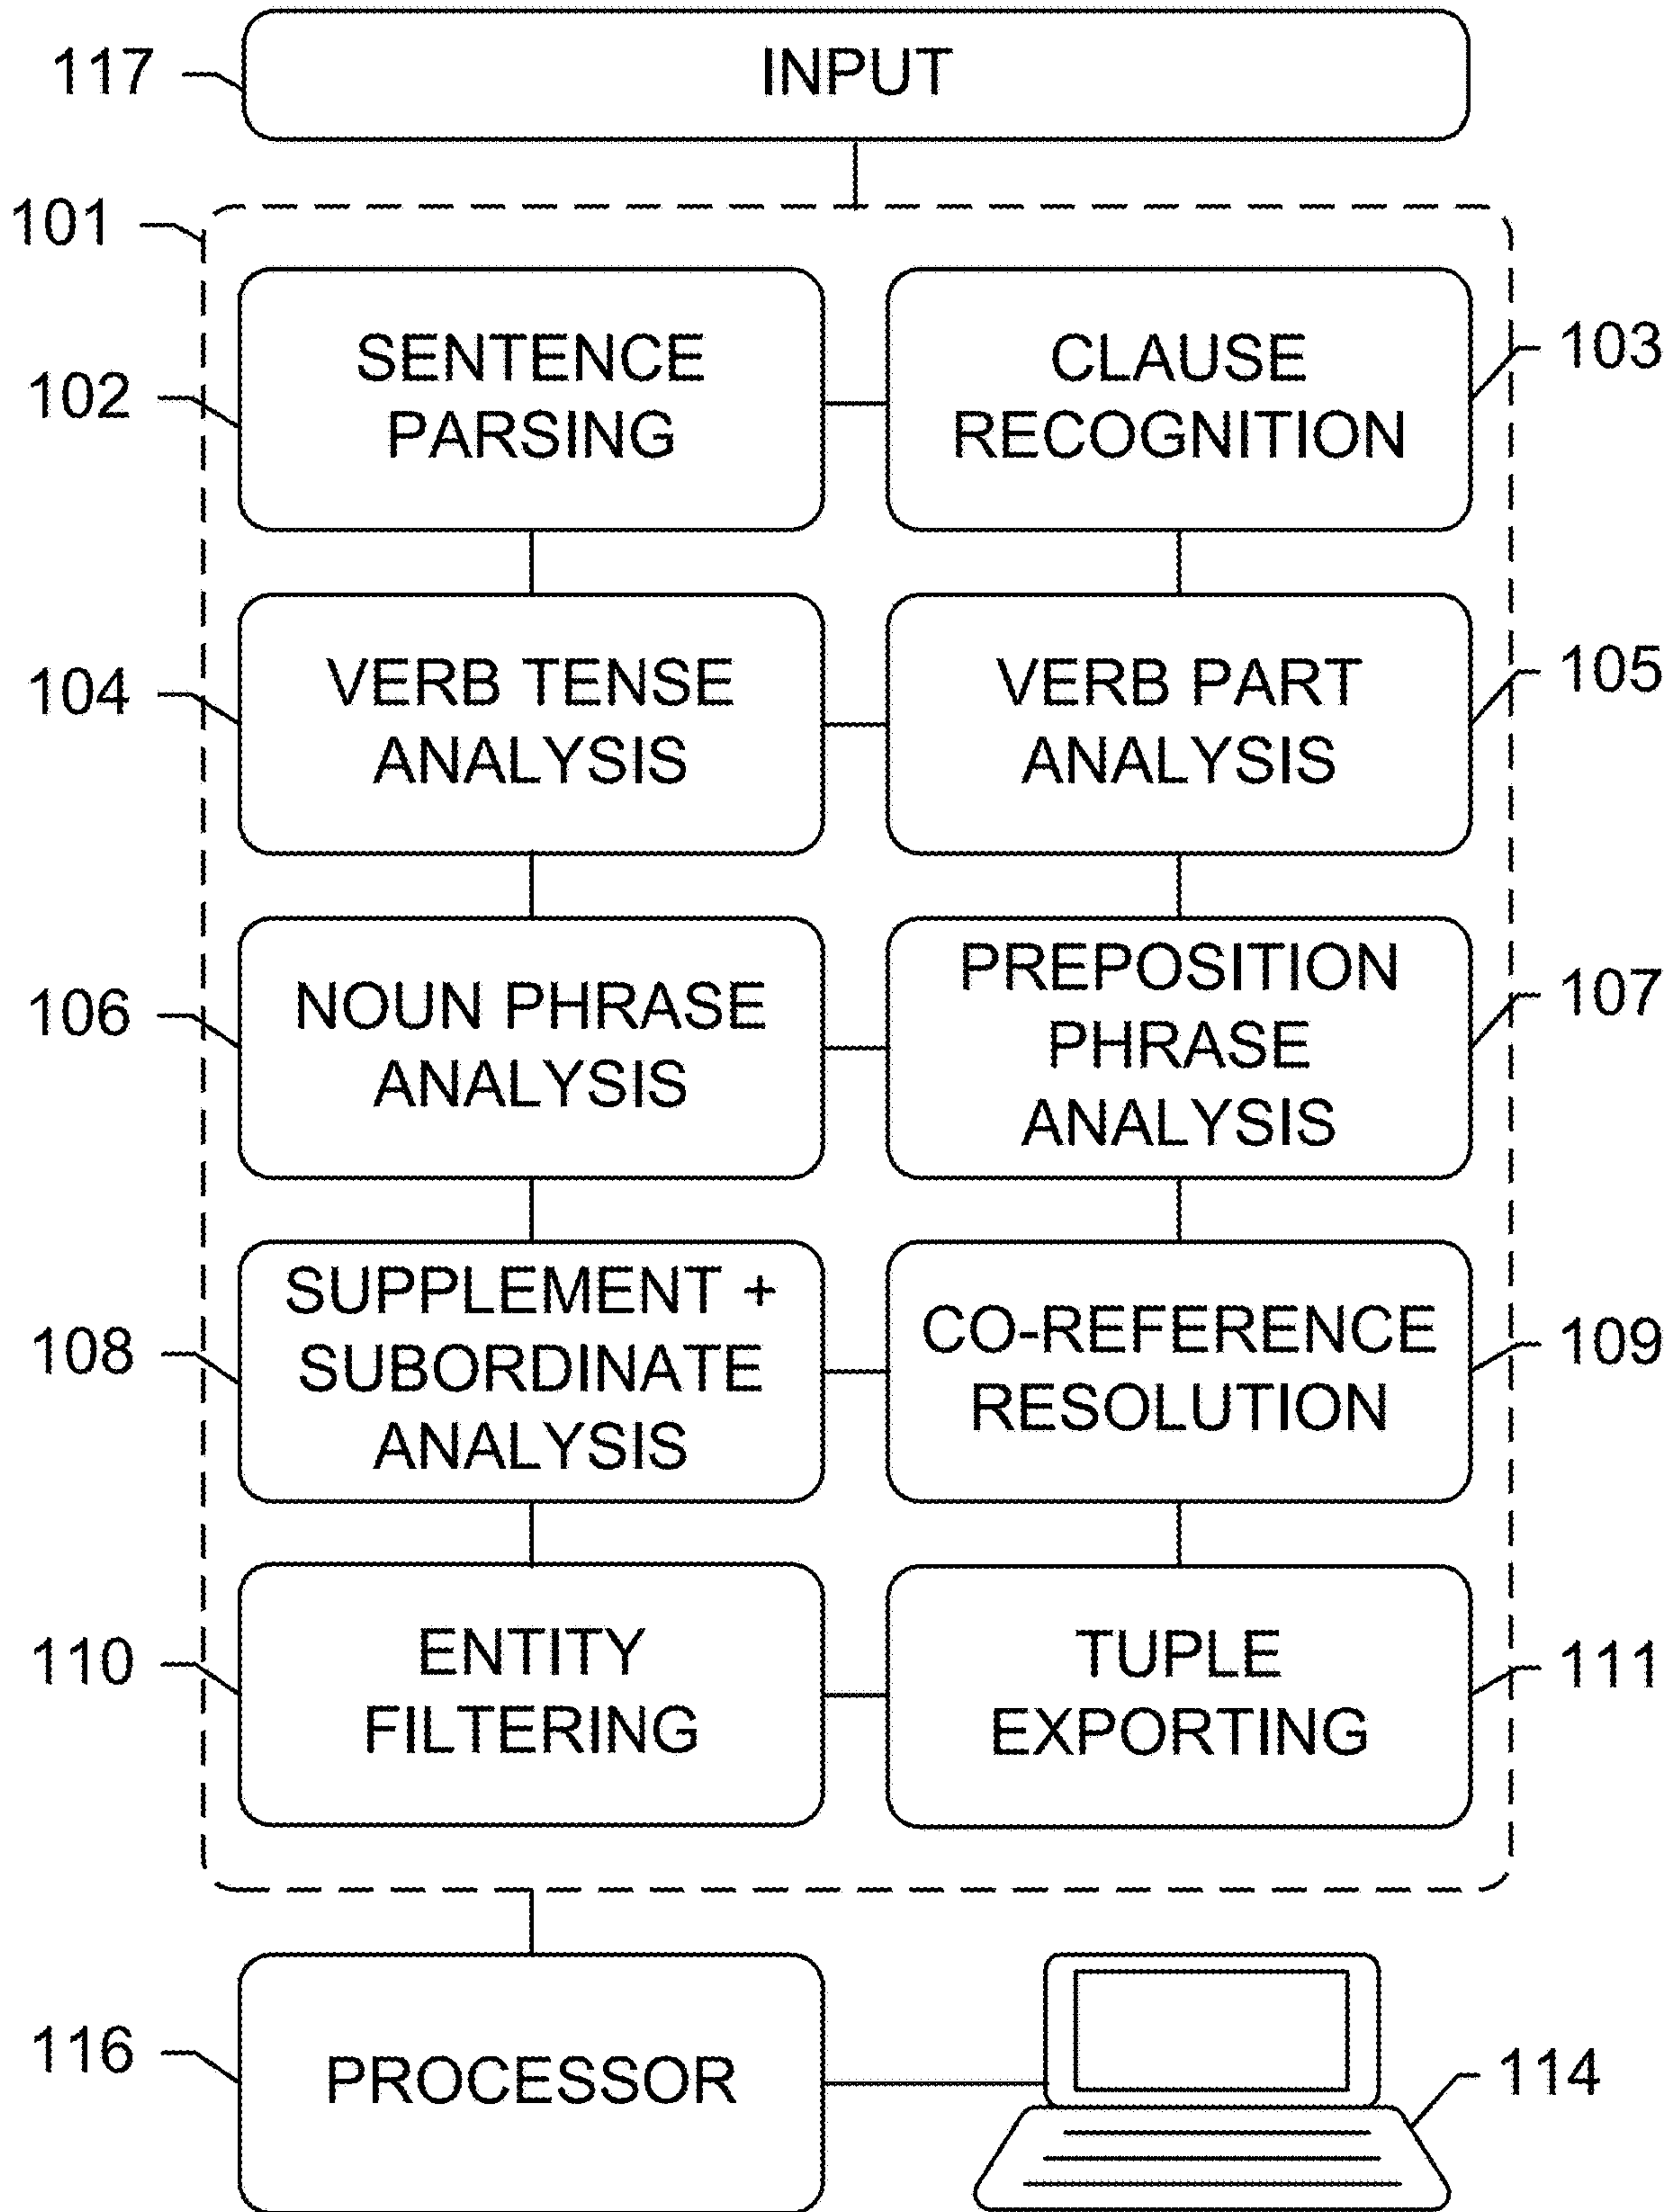 117
INPUT
101
102
SENTENCE
PARSING
CLAUSE
RECOGNITION
103
104
VERB TENSE
ANALYSIS
VERB PART
ANALYSIS
105
106
NOUN PHRASE
ANALYSIS
PREPOSITION
PHRASE
ANALYSIS
107
108
SUPPLEMENT +
SUBORDINATE
ANALYSIS
CO-REFERENCE
RESOLUTION
109
110
ENTITY
FILTERING
TUPLE
EXPORTING
111
116
PROCESSOR
114